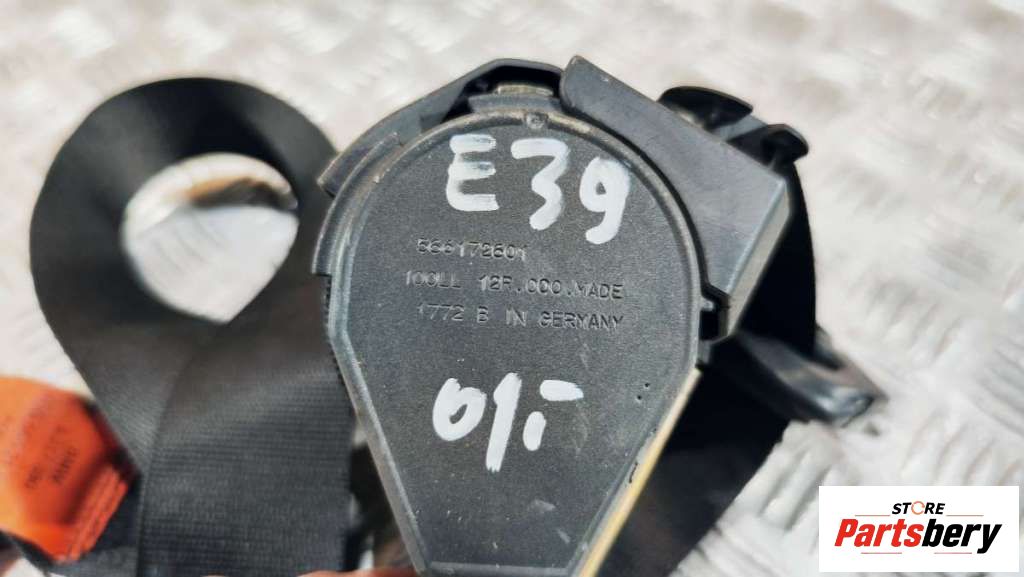 E39
566172601
100LL 12R.000.MADE
1772 B IN GERMANY
STORE
Partsbery